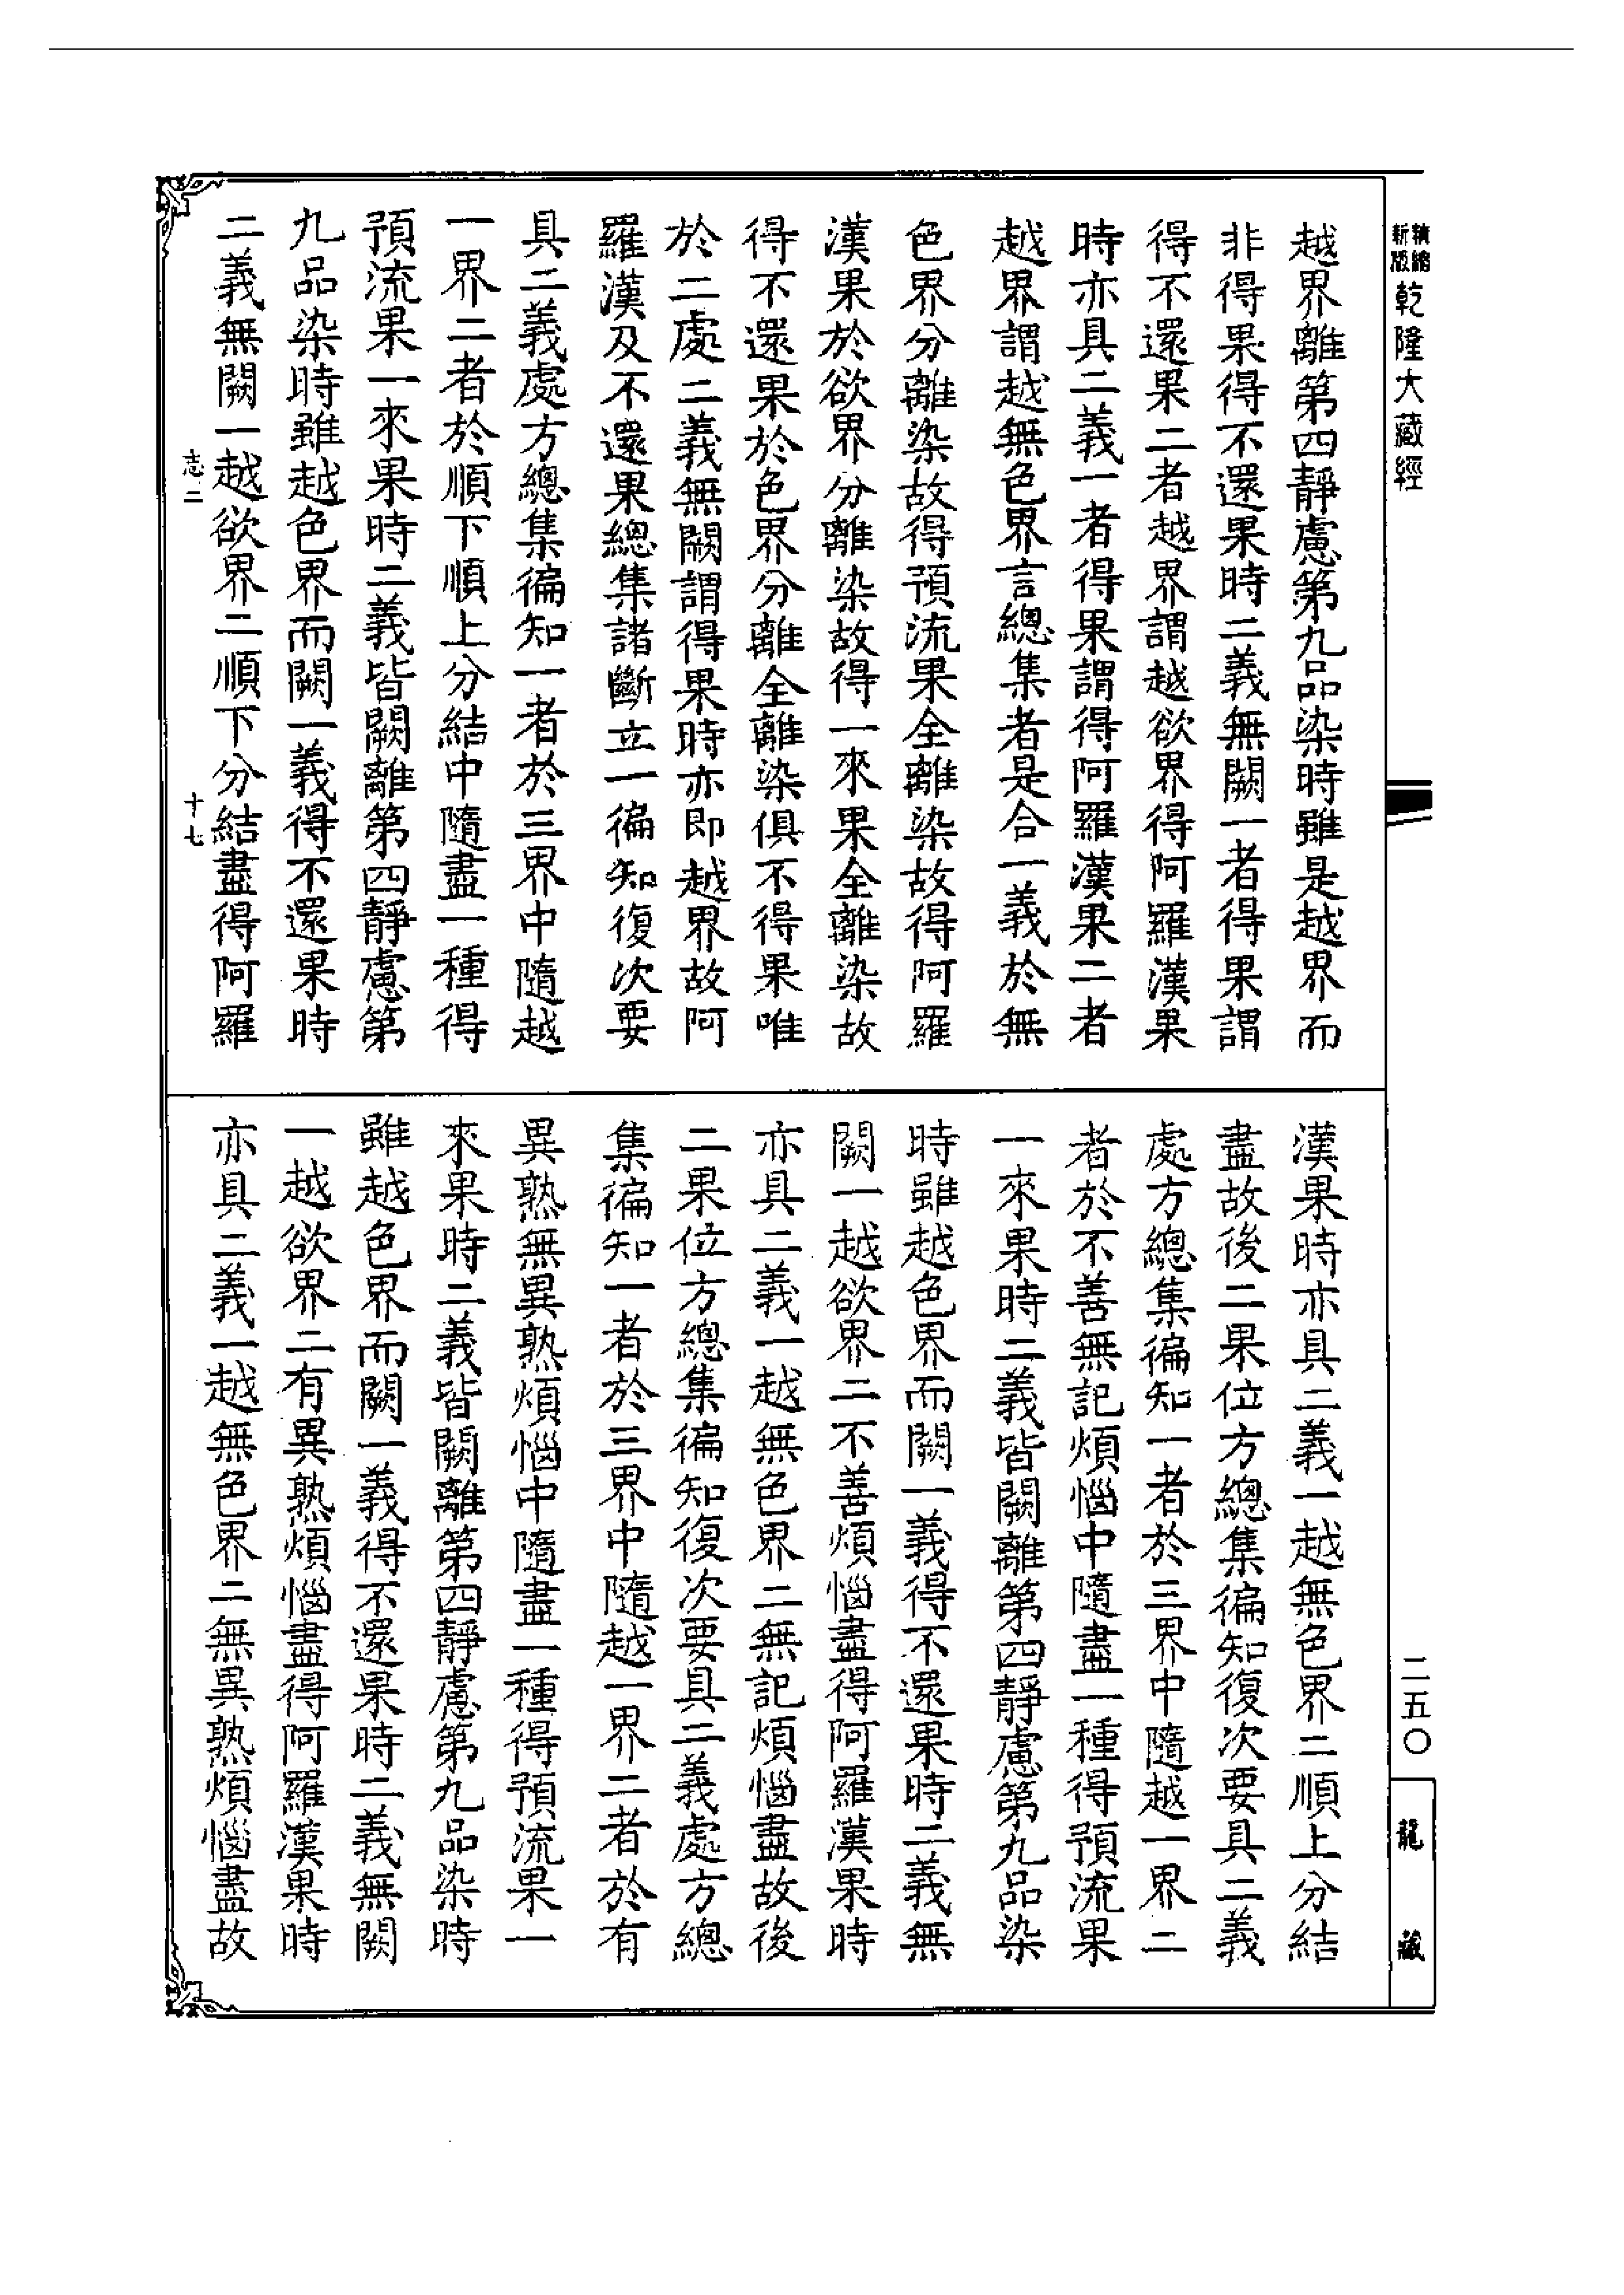 精縮新版乾隆大藏經
越界離第四靜慮第九品染時雖是越界而
非得果得不還果時二義無闕一者得果謂
得不還果二者越界謂越欲界得阿羅漢果
時亦具二義一者得果謂得阿羅漢果二者
越界謂越無色界言總集者是合一義於無
色界分離染故得預流果全離染故得阿羅
漢果於欲界分離染故得一來果全離染故
得不還果於色界分離全離染俱不得果唯
於二處二義無闕謂得果時亦即越界故阿
羅漢及不還果總集諸斷立一徧知復次要
具二義處方總集徧知一者於三界中隨越
一界二者於順下順上分結中隨盡一種得
預流果一來果時二義皆闕離第四靜慮第
九品染時雖越色界而闕一義得不還果時
二義無闕一越欲界二順下分結盡得阿羅
志二 十七
漢果時亦具二義一越無色界二順上分結
盡故後二果位方總集徧知復次要具二義
處方總集徧知一者於三界中隨越一界二
者於不善無記煩惱中隨盡一種得預流果
一來果時二義皆闕離第四靜慮第九品染
時雖越色界而闕一義得不還果時二義無
闕一越欲界二不善煩惱盡得阿羅漢果時
亦具二義一越無色界二無記煩惱盡故後
二果位方總集徧知復次要具二義處方總
集徧知一者於三界中隨越一界二者於有
異熟無異熟煩惱中隨盡一種得預流果一
來果時二義皆闕離第四靜慮第九品染時
雖越色界而闕一義得不還果時二義無闕
一越欲界二有異熟煩惱盡得阿羅漢果時
亦具二義一越無色界二無異熟煩惱盡故
二五〇
龍藏